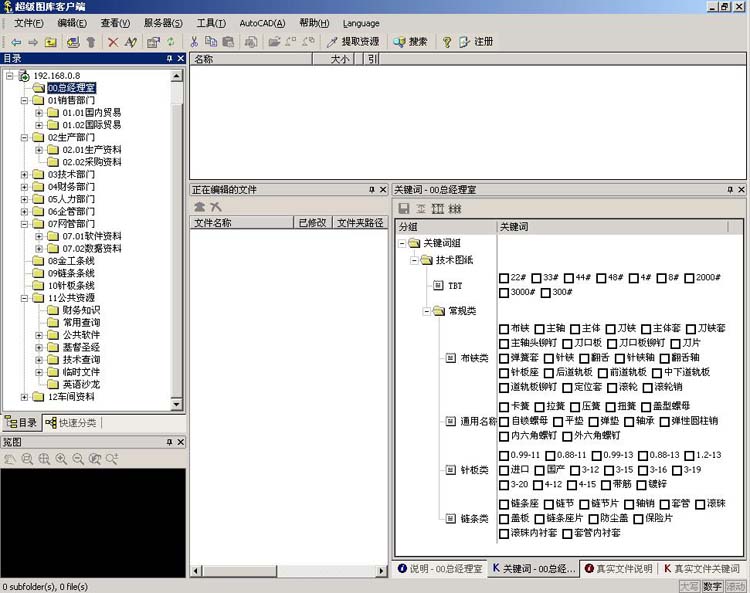 超级图库客户端
文件(F) 编辑(E) 查看(V) 服务器(S) 工具(T) AutoCAD(A) 帮助(H) Language
提取资源 搜索 注册
目录
192.168.0.8
00总经理室
01销售部门
01.01国内贸易
01.02国际贸易
02生产部门
02.01生产资料
02.02采购资料
03技术部门
04财务部门
05人力部门
06企管部门
07网管部门
07.01软件资料
07.02数据资料
08金工条线
09链条条线
10针板条线
11公共资源
财务知识
常用查询
公共软件
基督圣经
技术查询
临时文件
英语沙龙
12车间资料
目录 快速分类
览图
名称 大小 引
正在编辑的文件
文件名称 已修改 文件夹路径
关键词 - 00总经理室
分组 关键词
关键词组
技术图纸
TBT
22# 33# 44# 48# 4# 8# 2000#
3000# 300#
常规类
布铗类
布铗 主轴 主体 刀铗 主体套 刀铗套
主轴头铆钉 刀口板 刀口板铆钉 刀片
弹簧套 针铗 翻舌 针铗轴 翻舌轴
针板座 后道轨板 前道轨板 中下道轨板
道轨板铆钉 定位套 滚轮 滚轮销
通用名称
卡簧 拉簧 压簧 扭簧 盖型螺母
自锁螺母 平垫 弹垫 轴承 弹性圆柱销
内六角螺钉 外六角螺钉
针板类
0.99-11 0.88-11 0.99-13 0.88-13 1.2-13
进口 国产 3-12 3-15 3-16 3-19
3-20 4-12 4-15 带筋 镀锌
链条类
链条座 链节 链节片 轴销 套管 滚珠
盖板 链条座片 防尘盖 保险片
滚珠内衬套 套管内衬套
说明 - 00总经理室 K 关键词 - 00总经... 真实文件说明 K 真实文件关键词
0 subfolder(s), 0 file(s)
大写 数字 滚动